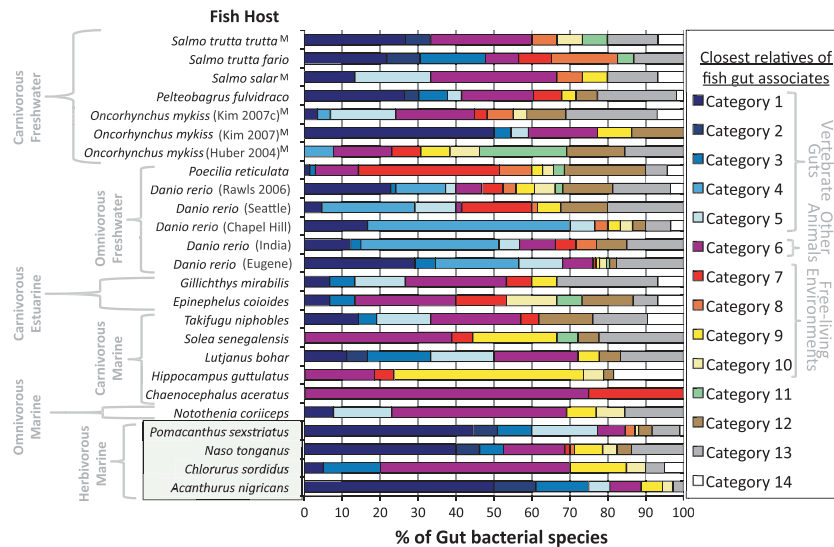 Fish Host
Salmo trutta trutta M
Salmo trutta fario
Salmo salar M
Pelteobagrus fulvidraco
Oncorhynchus mykiss (Kim 2007c) M
Oncorhynchus mykiss (Kim 2007) M
Oncorhynchus mykiss (Huber 2004) M
Poecilia reticulata
Danio rerio (Rawls 2006)
Danio rerio (Seattle)
Danio rerio (Chapel Hill)
Danio rerio (India)
Danio rerio (Eugene)
Gillichthys mirabilis
Epinephelus coioides
Takifugu niphobles
Solea senegalensis
Lutjanus bohar
Hippocampus guttulatus
Chaenocephalus aceratus
Notothenia coriiceps
Pomacanthus sexstriatus
Naso tonganus
Chlorurus sordidus
Acanthurus nigricans
Carnivorous
Freshwater
Omnivorous
Freshwater
Carnivorous
Estuarine
Carnivorous
Marine
Omnivorous
Marine
Herbivorous
Marine
0 10 20 30 40 50 60 70 80 90 100
% of Gut bacterial species
Closest relatives of
fish gut associates
Category 1
Category 2
Category 3
Category 4
Category 5
Category 6
Category 7
Category 8
Category 9
Category 10
Category 11
Category 12
Category 13
Category 14
Vertebrate
Guts
Other
Animals
Free-living
Environments